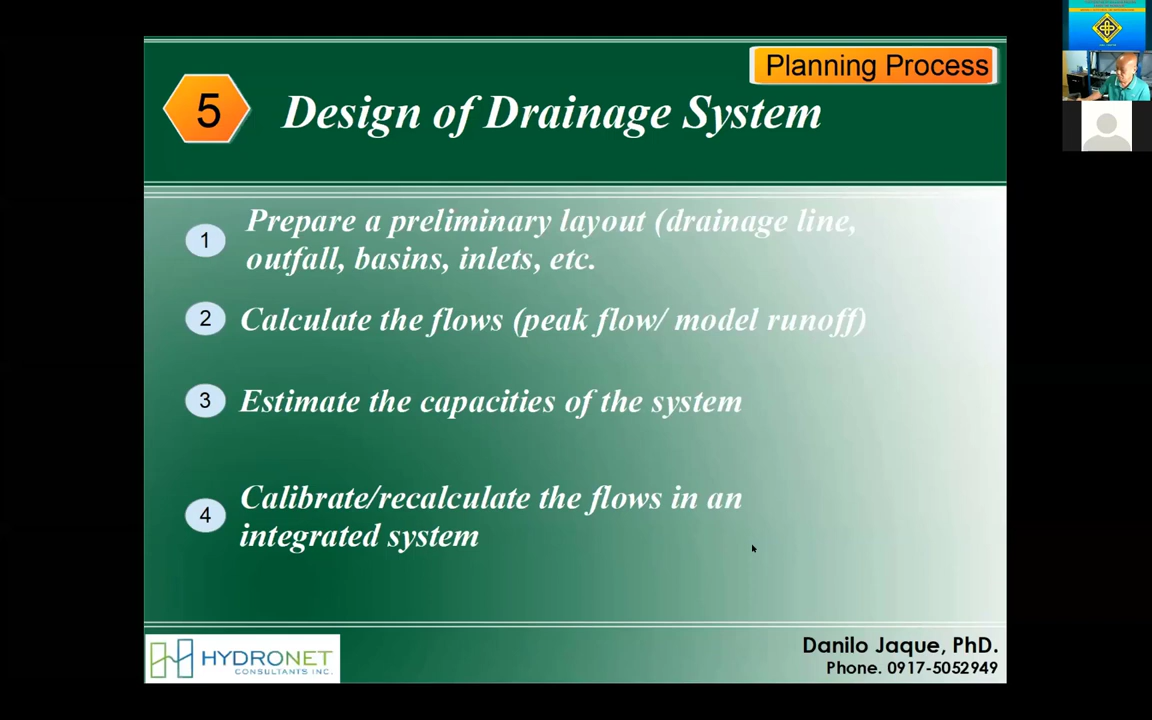 Planning Process
5
Design of Drainage System
1
Prepare a preliminary layout (drainage line,
outfall, basins, inlets, etc.
2
Calculate the flows (peak flow/ model runoff)
3
Estimate the capacities of the system
4
Calibrate/recalculate the flows in an
integrated system
HYDRONET
CONSULTANTS INC.
Danilo Jaque, PhD.
Phone. 0917-5052949